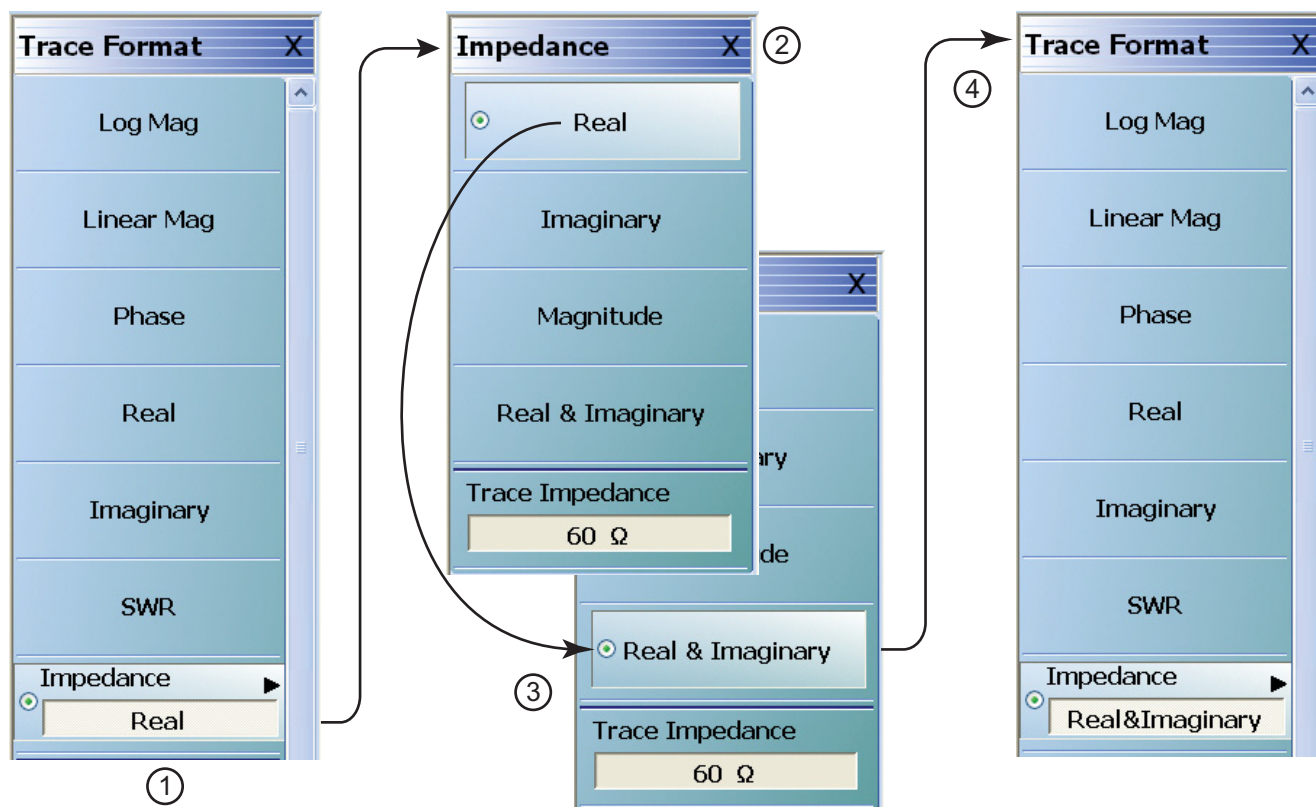 Trace Format X
Log Mag
Linear Mag
Phase
Real
Imaginary
SWR
Impedance
Real
1
Impedance X
2
Real
Imaginary
Magnitude
Real & Imaginary
Trace Impedance
60 Ω
X
ary
de
Real & Imaginary
3
Trace Impedance
60 Ω
Trace Format X
4
Log Mag
Linear Mag
Phase
Real
Imaginary
SWR
Impedance
Real&Imaginary